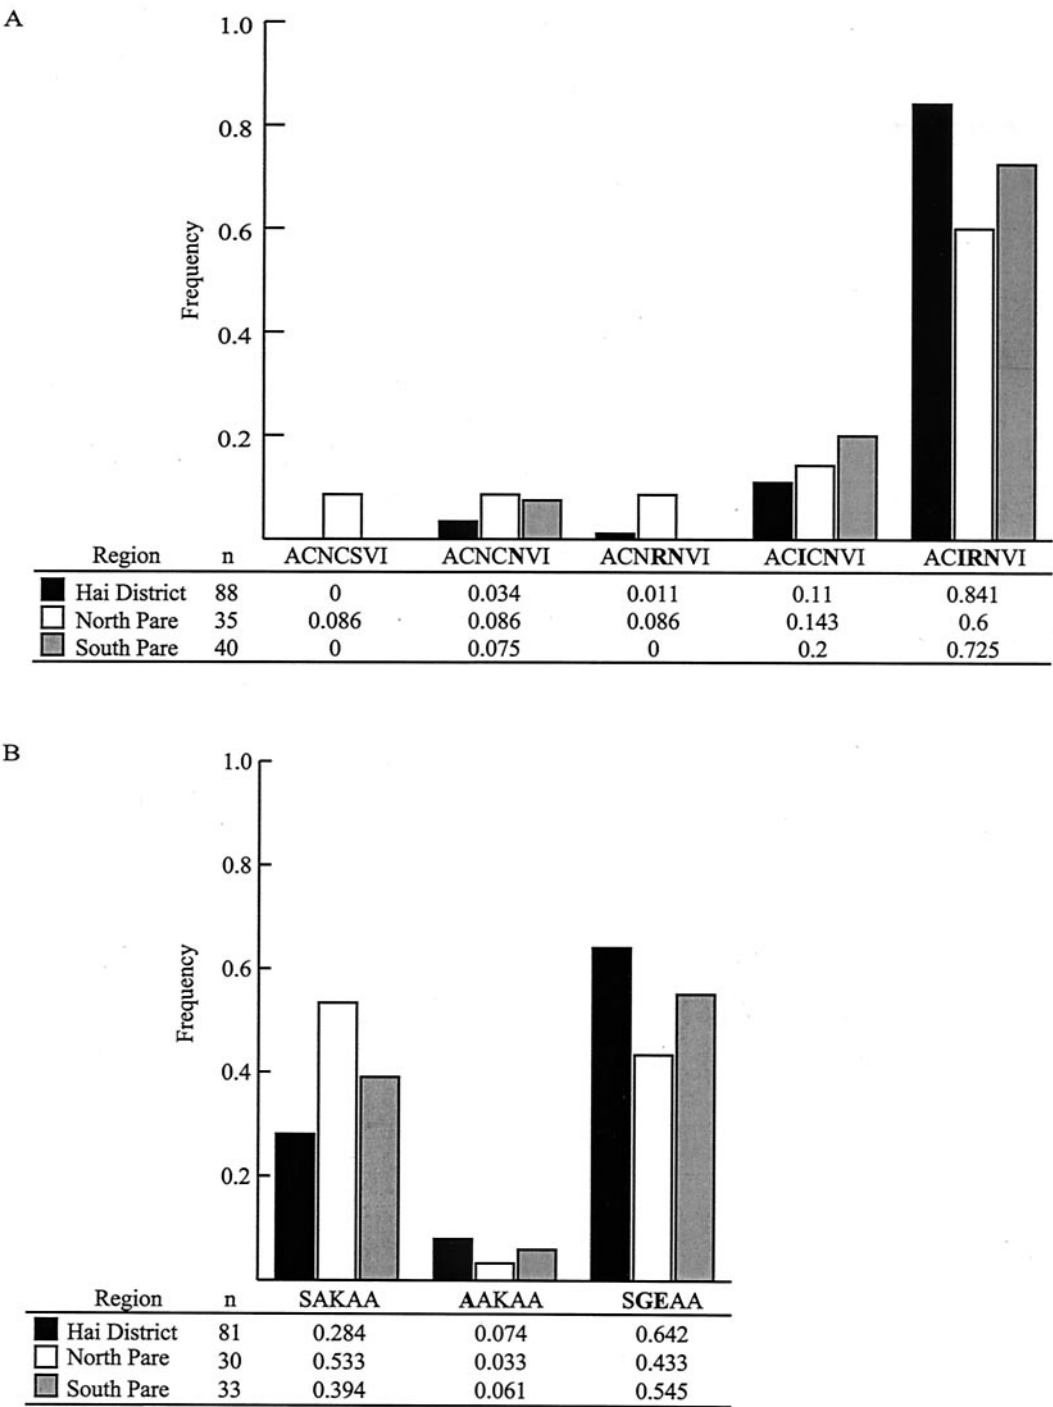 A
1.0
0.8
0.6
0.4
0.2
Frequency
Region n ACNCSVI ACNCNVI ACNRNVI ACICNVI ACIRNVI
Hai District 88 0 0.034 0.011 0.11 0.841
North Pare 35 0.086 0.086 0.086 0.143 0.6
South Pare 40 0 0.075 0 0.2 0.725
B
1.0
0.8
0.6
0.4
0.2
Frequency
Region n SAKAA AAKAA SGEAA
Hai District 81 0.284 0.074 0.642
North Pare 30 0.533 0.033 0.433
South Pare 33 0.394 0.061 0.545